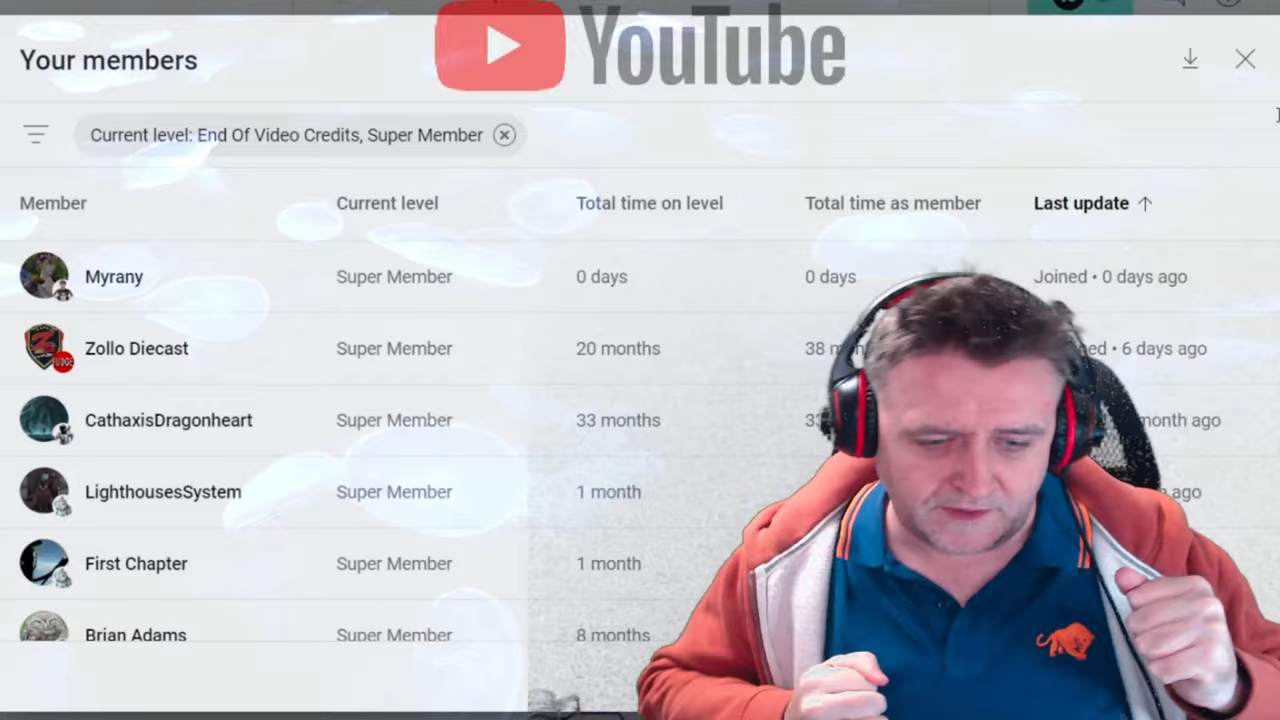 YouTube
Your members
Current level: End Of Video Credits, Super Member
Member Current level Total time on level Total time as member Last update
Myrany Super Member 0 days 0 days Joined • 0 days ago
Zollo Diecast Super Member 20 months 38 • 6 days ago
CathaxisDragonheart Super Member 33 months ago
LighthousesSystem Super Member 1 month ago
First Chapter Super Member 1 month
Brian Adams Super Member 8 months